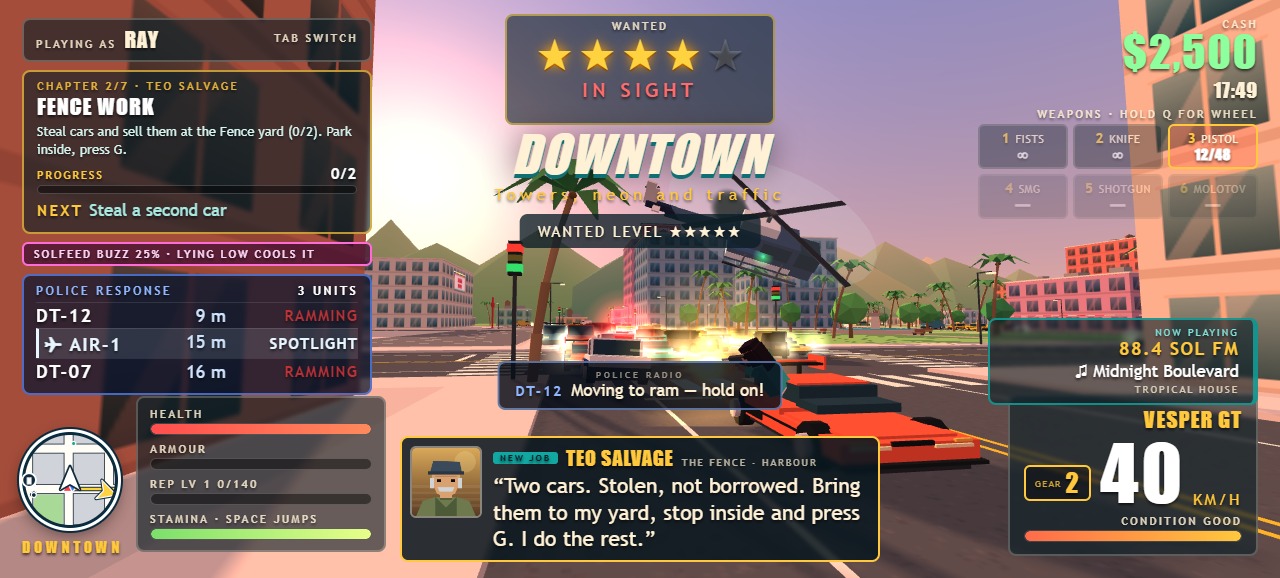 PLAYING AS RAY
TAB SWITCH
CHAPTER 2/7 · TEO SALVAGE
FENCE WORK
Steal cars and sell them at the Fence yard (0/2). Park
inside, press G.
PROGRESS 0/2
NEXT Steal a second car
SOLFEED BUZZ 25% · LYING LOW COOLS IT
POLICE RESPONSE 3 UNITS
DT-12 9 m RAMMING
AIR-1 15 m SPOTLIGHT
DT-07 16 m RAMMING
HEALTH
ARMOUR
REP LV 1 0/140
STAMINA · SPACE JUMPS
DOWNTOWN
WANTED
★★★★★
IN SIGHT
DOWNTOWN
Towers, neon and traffic
WANTED LEVEL ★★★★★
POLICE RADIO
DT-12 Moving to ram — hold on!
NEW JOB TEO SALVAGE THE FENCE · HARBOUR
“Two cars. Stolen, not borrowed. Bring
them to my yard, stop inside and press
G. I do the rest.”
CASH
$2,500
17:49
WEAPONS · HOLD Q FOR WHEEL
1 FISTS ∞
2 KNIFE ∞
3 PISTOL 12/48
4 SMG —
5 SHOTGUN —
6 MOLOTOV —
NOW PLAYING
88.4 SOL FM
♫ Midnight Boulevard
TROPICAL HOUSE
VESPER GT
GEAR 2
40 KM/H
CONDITION GOOD